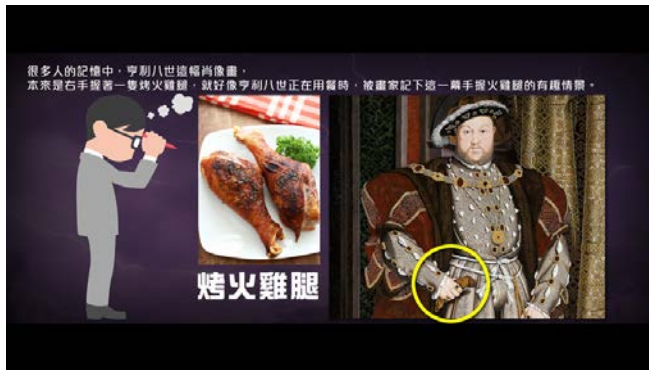 很多人的記憶中，亨利八世這幅肖像畫，
本來是右手握著一隻烤火雞腿，就好像亨利八世正在用餐時，被畫家記下這一幕手握火雞腿的有趣情景。
烤火雞腿